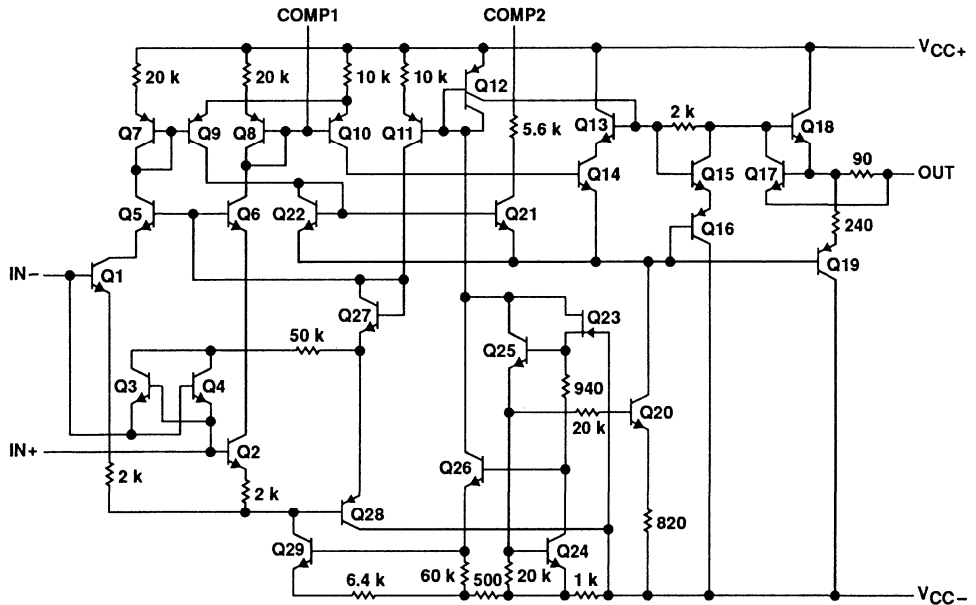 COMP1 COMP2
VCC+
20 k 20 k 10 k 10 k Q12
5.6 k 2 k
Q7 Q9 Q8 Q10 Q11 Q13 Q18
90
Q14 Q15 Q17 OUT
Q5 Q6 Q22 Q21 Q16 240
IN− Q1 Q19
Q27 Q23
50 k Q25
Q3 Q4 940
Q20
20 k
IN+ Q2
Q26
2 k 2 k
Q28 820
Q29 Q24
6.4 k 60 k 500 20 k 1 k
VCC−